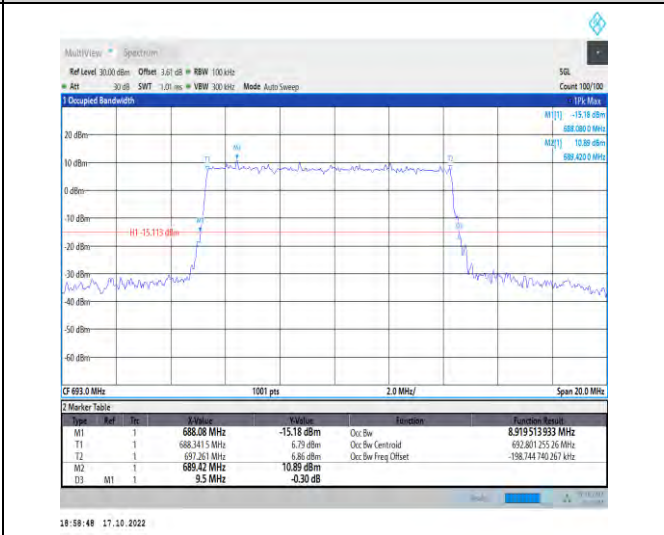 MultiView Spectrum
Ref Level 30.00 dBm Offset 3.61 dB RBW 100 kHz SGL
Att 30 dB SWT 1.01 ms VBW 300 kHz Mode Auto Sweep Count 100/100
1 Occupied Bandwidth 1Pk Max
M1[1] -15.18 dBm
688.080 0 MHz
M2[1] 10.89 dBm
689.420 0 MHz
20 dBm
10 dBm
0 dBm
-10 dBm
-20 dBm
-30 dBm
-40 dBm
-50 dBm
-60 dBm
T1
M2
T2
M1
D3
H1 -15.113 dBm
CF 693.0 MHz 1001 pts 2.0 MHz/ Span 20.0 MHz
2 Marker Table
Type Ref Trc X-Value Y-Value Function Function Result
M1 1 688.08 MHz -15.18 dBm Occ Bw 8.919 513 933 MHz
T1 1 688.341 5 MHz 6.79 dBm Occ Bw Centroid 692.801 255 26 MHz
T2 1 697.261 MHz 6.86 dBm Occ Bw Freq Offset -198.744 740 267 kHz
M2 1 689.42 MHz 10.89 dBm
D3 M1 1 9.5 MHz -0.30 dB
18:58:48 17.10.2022